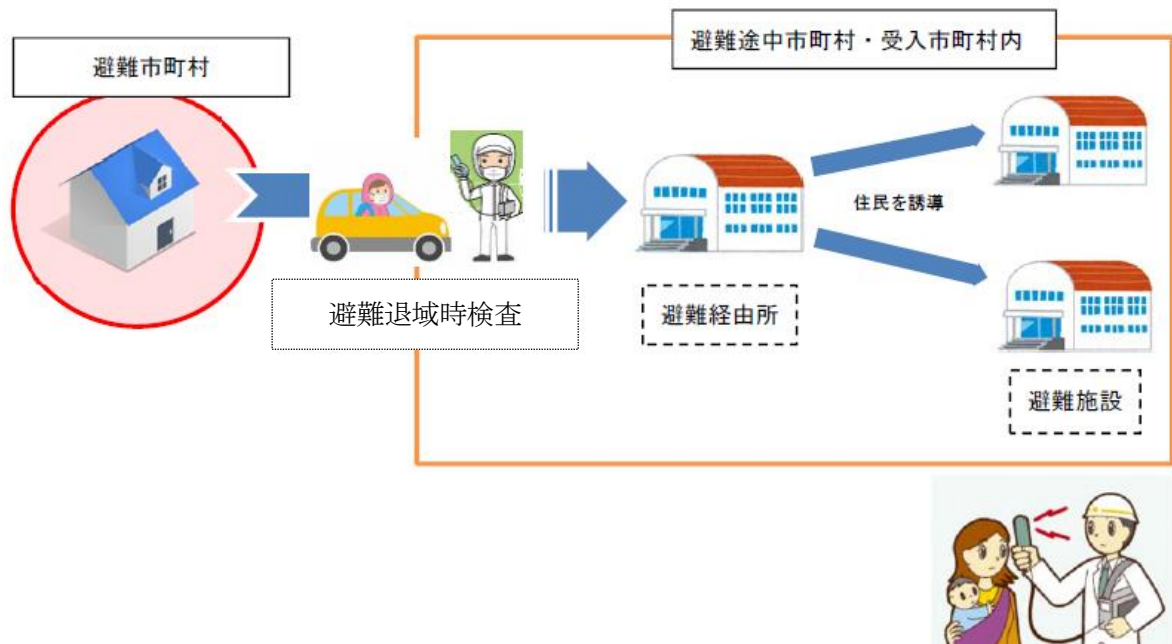 避難途中市町村・受入市町村内
避難市町村
住民を誘導
避難退域時検査
避難経由所
避難施設